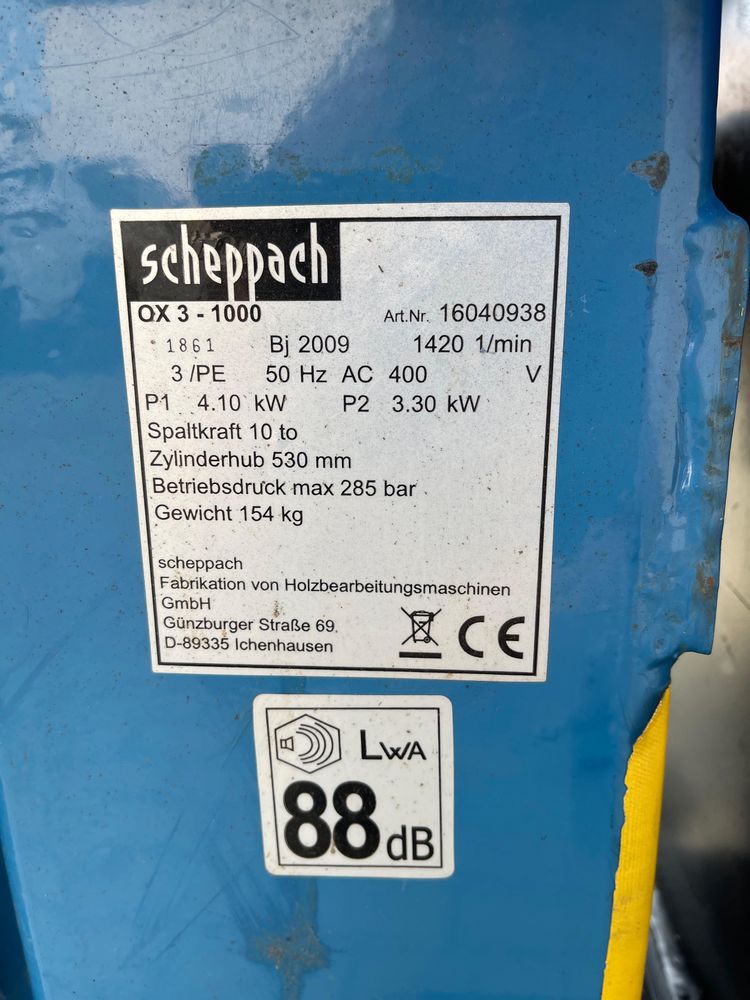 scheppach
OX 3 - 1000 Art.Nr. 16040938
1861 Bj 2009 1420 1/min
3 /PE 50 Hz AC 400 V
P1 4.10 kW P2 3.30 kW
Spaltkraft 10 to
Zylinderhub 530 mm
Betriebsdruck max 285 bar
Gewicht 154 kg
scheppach
Fabrikation von Holzbearbeitungsmaschinen
GmbH
Günzburger Straße 69
D-89335 Ichenhausen
CE
LWA
88 dB